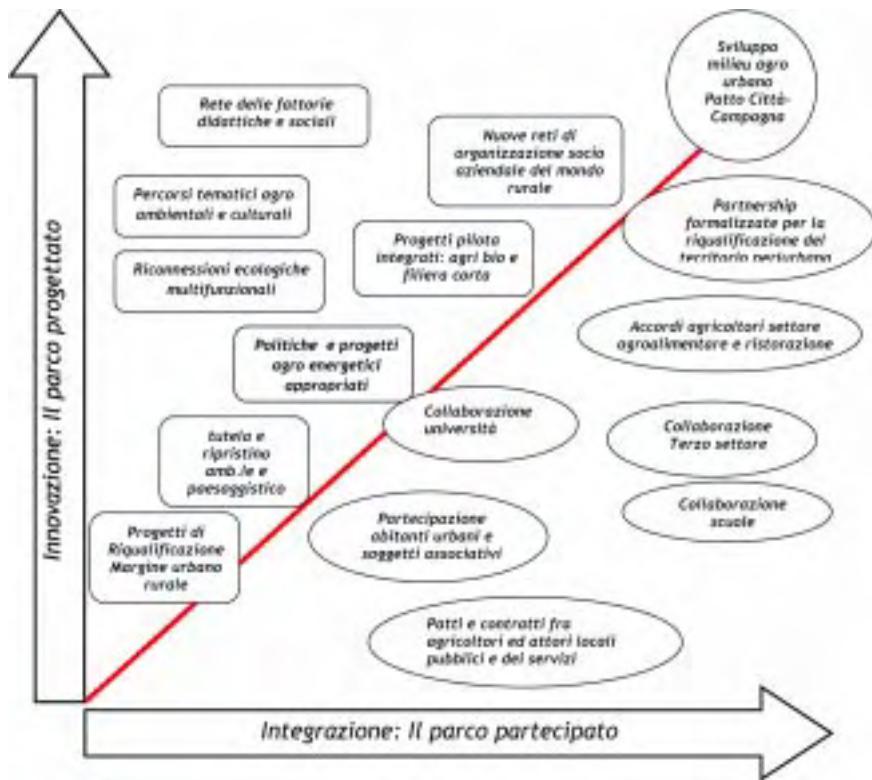 Sviluppo
milieu agro
urbano
Patto Città-
Campagna
Rete delle fattorie
didattiche e sociali
Nuove reti di
organizzazione socio
aziendale del mondo
rurale
Percorsi tematici agro
ambientali e culturali
Partnership
formalizzate per la
riqualificazione del
territorio periurbano
Progetti pilota
integrati: agri bio e
filiera corta
Riconnessioni ecologiche
multifunzionali
Accordi agricoltori settore
agroalimentare e ristorazione
Politiche e progetti
agro energetici
appropriati
Collaborazione
università
Collaborazione
Terzo settore
tutela e
ripristino
amb.le e
paesaggistico
Collaborazione
scuole
Partecipazione
abitanti urbani e
soggetti associativi
Progetti di
Riqualificazione
Margine urbano
rurale
Patti e contratti fra
agricoltori ed attori locali
pubblici e dei servizi
Innovazione: Il parco progettato
Integrazione: Il parco partecipato